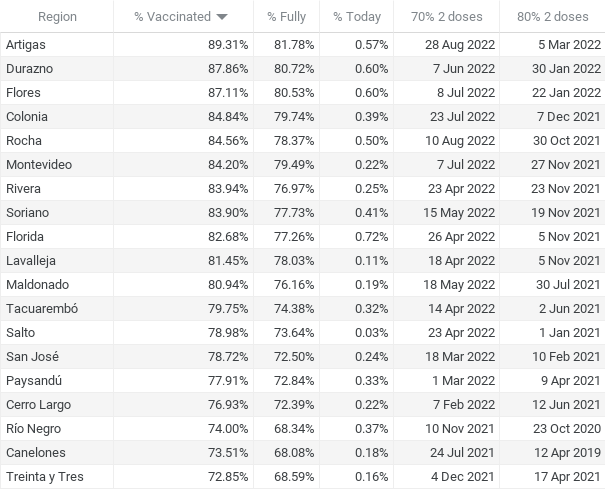 Region % Vaccinated % Fully % Today 70% 2 doses 80% 2 doses
Artigas 89.31% 81.78% 0.57% 28 Aug 2022 5 Mar 2022
Durazno 87.86% 80.72% 0.60% 7 Jun 2022 30 Jan 2022
Flores 87.11% 80.53% 0.60% 8 Jul 2022 22 Jan 2022
Colonia 84.84% 79.74% 0.39% 23 Jul 2022 7 Dec 2021
Rocha 84.56% 78.37% 0.50% 10 Aug 2022 30 Oct 2021
Montevideo 84.20% 79.49% 0.22% 7 Jul 2022 27 Nov 2021
Rivera 83.94% 76.97% 0.25% 23 Apr 2022 23 Nov 2021
Soriano 83.90% 77.73% 0.41% 15 May 2022 19 Nov 2021
Florida 82.68% 77.26% 0.72% 26 Apr 2022 5 Nov 2021
Lavalleja 81.45% 78.03% 0.11% 18 Apr 2022 5 Nov 2021
Maldonado 80.94% 76.16% 0.19% 18 May 2022 30 Jul 2021
Tacuarembó 79.75% 74.38% 0.32% 14 Apr 2022 2 Jun 2021
Salto 78.98% 73.64% 0.03% 23 Apr 2022 1 Jan 2021
San José 78.72% 72.50% 0.24% 18 Mar 2022 10 Feb 2021
Paysandú 77.91% 72.84% 0.33% 1 Mar 2022 9 Apr 2021
Cerro Largo 76.93% 72.39% 0.22% 7 Feb 2022 12 Jun 2021
Río Negro 74.00% 68.34% 0.37% 10 Nov 2021 23 Oct 2020
Canelones 73.51% 68.08% 0.18% 24 Jul 2021 12 Apr 2019
Treinta y Tres 72.85% 68.59% 0.16% 4 Dec 2021 17 Apr 2021